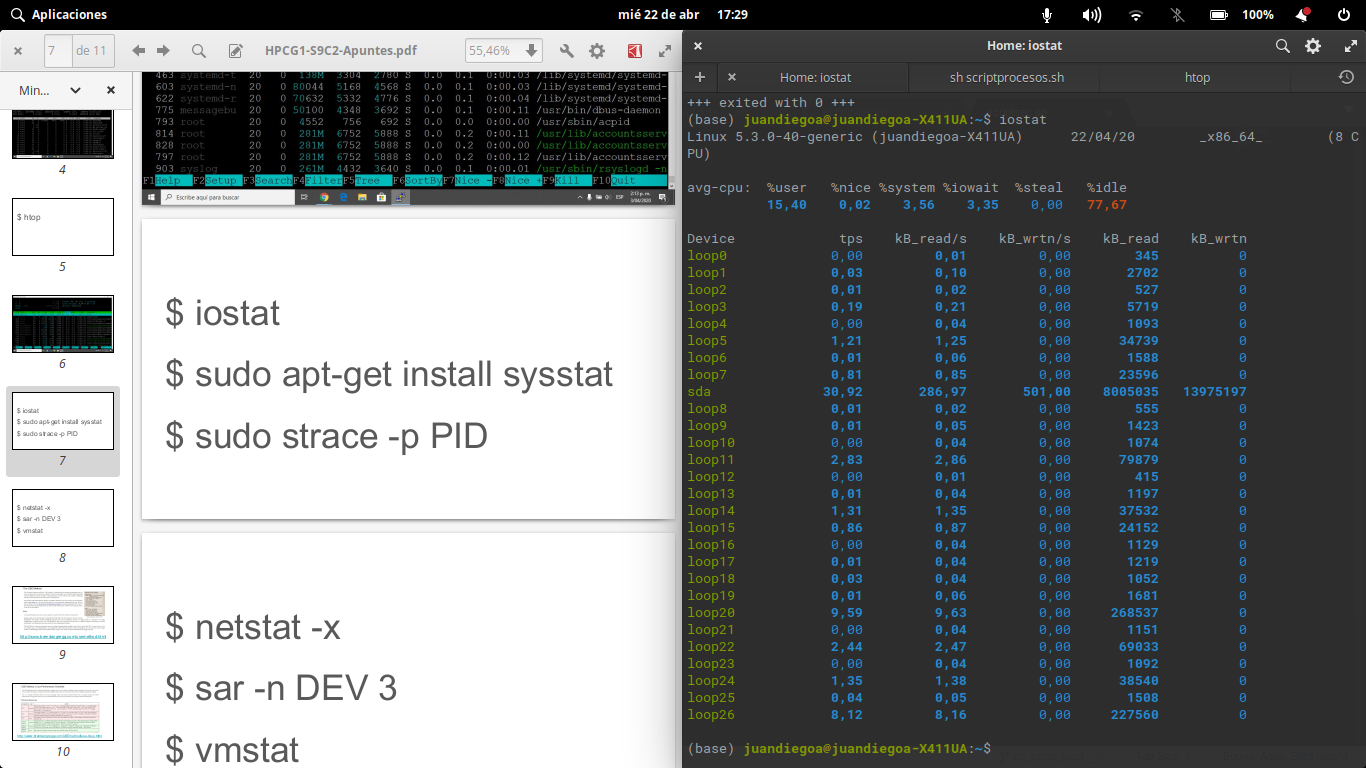 Aplicaciones
mié 22 de abr 17:29
100%
7 de 11
HPCG1-S9C2-Apuntes.pdf
55,46%
Min...
4
$ htop
5
6
$ iostat
$ sudo apt-get install sysstat
$ sudo strace -p PID
7
$ netstat -x
$ sar -n DEV 3
$ vmstat
8
9
10
463 systemd-t 20 0 138M 3304 2780 S 0.0 0.1 0:00.03 /lib/systemd/systemd-
603 systemd-n 20 0 80044 5168 4568 S 0.0 0.1 0:00.03 /lib/systemd/systemd-
622 systemd-r 20 0 70632 5332 4776 S 0.0 0.1 0:00.04 /lib/systemd/systemd-
775 messagebu 20 0 50100 4348 3692 S 0.0 0.1 0:00.11 /usr/bin/dbus-daemon
793 root 20 0 4552 756 692 S 0.0 0.0 0:00.00 /usr/sbin/acpid
814 root 20 0 281M 6752 5888 S 0.0 0.2 0:00.11 /usr/lib/accountsserv
828 root 20 0 281M 6752 5888 S 0.0 0.2 0:00.00 /usr/lib/accountsserv
797 root 20 0 281M 6752 5888 S 0.0 0.2 0:00.12 /usr/lib/accountsserv
903 syslog 20 0 261M 4432 3640 S 0.0 0.1 0:00.01 /usr/sbin/rsyslogd -n
F1Help F2Setup F3SearchF4FilterF5Tree F6SortByF7Nice -F8Nice +F9Kill F10Quit
Escribe aquí para buscar
ESP
$ iostat
$ sudo apt-get install sysstat
$ sudo strace -p PID
$ netstat -x
$ sar -n DEV 3
$ vmstat
Home: iostat
Home: iostat sh scriptprocesos.sh htop
+++ exited with 0 +++
(base) juandiegoa@juandiegoa-X411UA:~$ iostat
Linux 5.3.0-40-generic (juandiegoa-X411UA) 22/04/20 _x86_64_ (8 C
PU)
avg-cpu: %user %nice %system %iowait %steal %idle
15,40 0,02 3,56 3,35 0,00 77,67
Device tps kB_read/s kB_wrtn/s kB_read kB_wrtn
loop0 0,00 0,01 0,00 345 0
loop1 0,03 0,10 0,00 2702 0
loop2 0,01 0,02 0,00 527 0
loop3 0,19 0,21 0,00 5719 0
loop4 0,00 0,04 0,00 1093 0
loop5 1,21 1,25 0,00 34739 0
loop6 0,01 0,06 0,00 1588 0
loop7 0,81 0,85 0,00 23596 0
sda 30,92 286,97 501,00 8005035 13975197
loop8 0,01 0,02 0,00 555 0
loop9 0,01 0,05 0,00 1423 0
loop10 0,00 0,04 0,00 1074 0
loop11 2,83 2,86 0,00 79879 0
loop12 0,00 0,01 0,00 415 0
loop13 0,01 0,04 0,00 1197 0
loop14 1,31 1,35 0,00 37532 0
loop15 0,86 0,87 0,00 24152 0
loop16 0,00 0,04 0,00 1129 0
loop17 0,01 0,04 0,00 1219 0
loop18 0,03 0,04 0,00 1052 0
loop19 0,01 0,06 0,00 1681 0
loop20 9,59 9,63 0,00 268537 0
loop21 0,00 0,04 0,00 1151 0
loop22 2,44 2,47 0,00 69033 0
loop23 0,00 0,04 0,00 1092 0
loop24 1,35 1,38 0,00 38540 0
loop25 0,04 0,05 0,00 1508 0
loop26 8,12 8,16 0,00 227560 0
(base) juandiegoa@juandiegoa-X411UA:~$